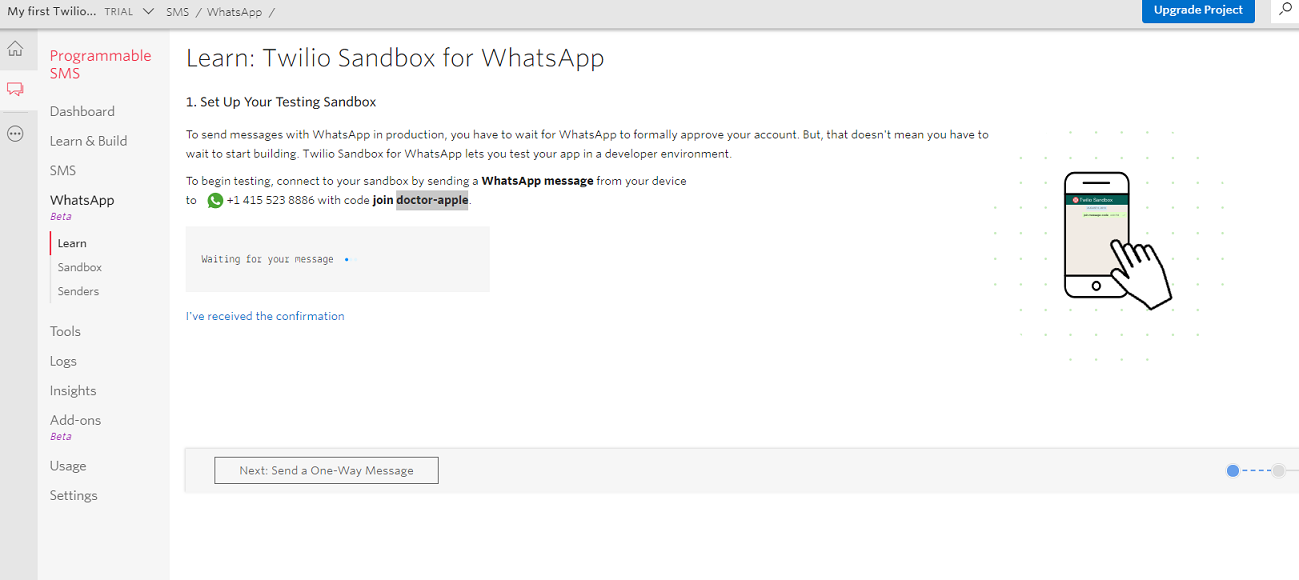 My first Twilio... TRIAL SMS / WhatsApp /
Upgrade Project
Programmable
SMS
Dashboard
Learn & Build
SMS
WhatsApp
Beta
Learn
Sandbox
Senders
Tools
Logs
Insights
Add-ons
Beta
Usage
Settings
Learn: Twilio Sandbox for WhatsApp
1. Set Up Your Testing Sandbox
To send messages with WhatsApp in production, you have to wait for WhatsApp to formally approve your account. But, that doesn't mean you have to
wait to start building. Twilio Sandbox for WhatsApp lets you test your app in a developer environment.
To begin testing, connect to your sandbox by sending a WhatsApp message from your device
to +1 415 523 8886 with code join doctor-apple.
Waiting for your message
I've received the confirmation
Twilio Sandbox
Next: Send a One-Way Message